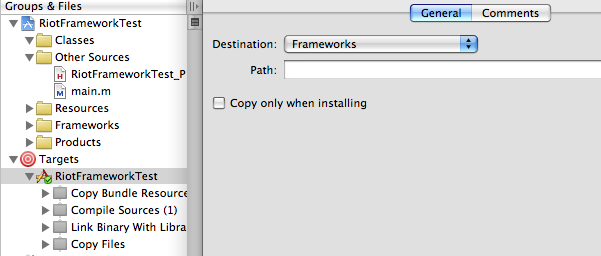 Groups & Files
RiotFrameworkTest
Classes
Other Sources
RiotFrameworkTest_P
main.m
Resources
Frameworks
Products
Targets
RiotFrameworkTest
Copy Bundle Resource
Compile Sources (1)
Link Binary With Libra
Copy Files
General
Comments
Destination:
Frameworks
Path:
Copy only when installing